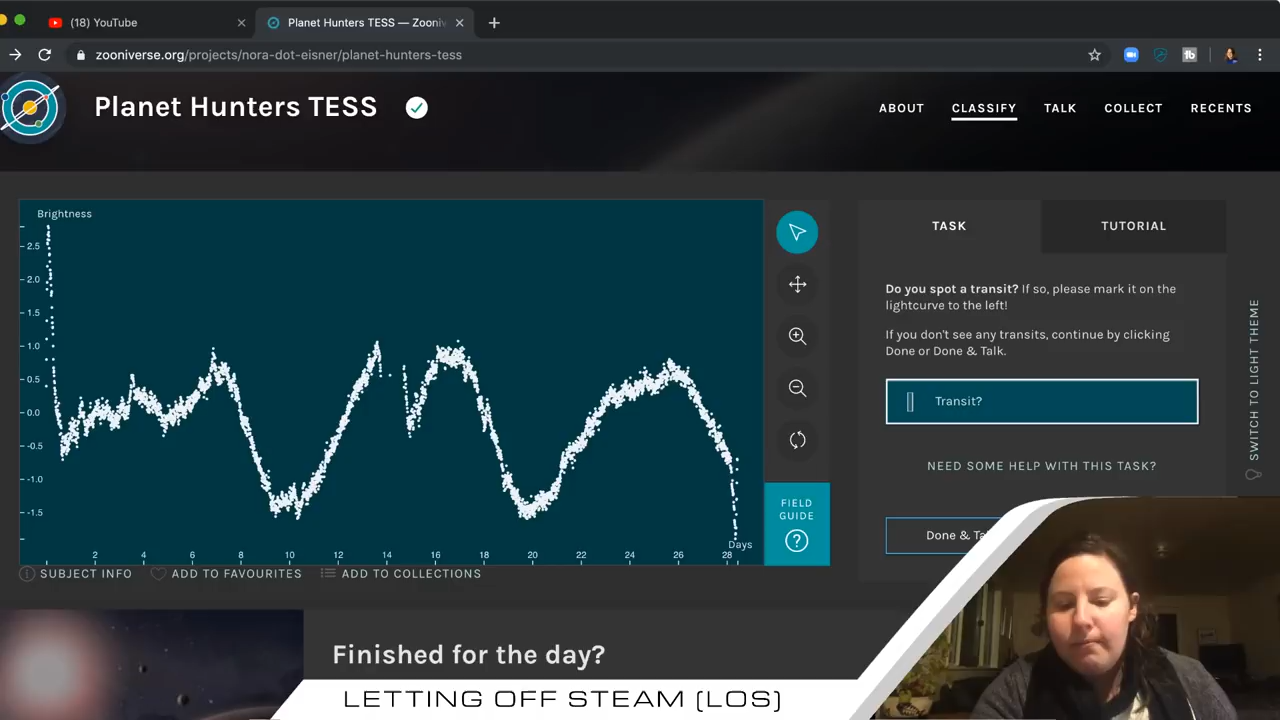 (18) YouTube
Planet Hunters TESS — Zooniv
zooniverse.org/projects/nora-dot-eisner/planet-hunters-tess
Planet Hunters TESS
ABOUT CLASSIFY TALK COLLECT RECENTS
Brightness
2.5
2.0
1.5
1.0
0.5
0.0
-0.5
-1.0
-1.5
2 4 6 8 10 12 14 16 18 20 22 24 26 28
Days
FIELD
GUIDE
?
SUBJECT INFO ADD TO FAVOURITES ADD TO COLLECTIONS
TASK TUTORIAL
Do you spot a transit? If so, please mark it on the
lightcurve to the left!
If you don't see any transits, continue by clicking
Done or Done & Talk.
Transit?
NEED SOME HELP WITH THIS TASK?
Done & Ta
SWITCH TO LIGHT THEME
Finished for the day?
LETTING OFF STEAM (LOS)